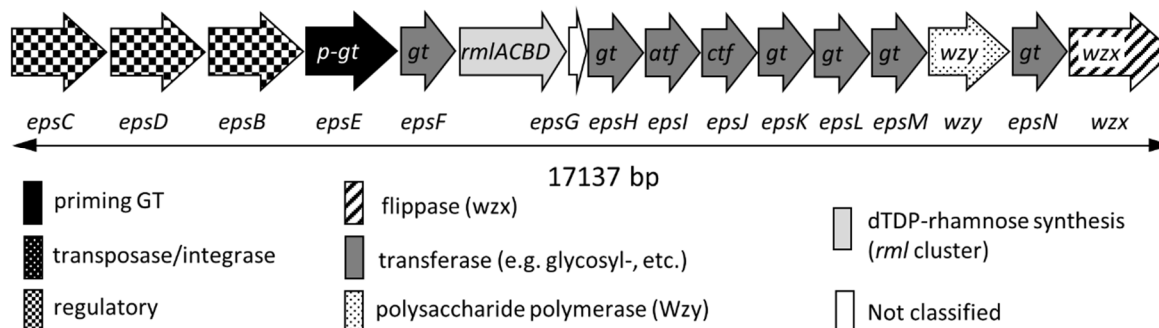 p-gt gt rmlACBD gt atf ctf gt gt gt wzy gt wzx
epsC epsD epsB epsE epsF epsG epsH epsI epsJ epsK epsL epsM wzy epsN wzx
17137 bp
priming GT
transposase/integrase
regulatory
flippase (wzx)
transferase (e.g. glycosyl-, etc.)
polysaccharide polymerase (Wzy)
dTDP-rhamnose synthesis
(rml cluster)
Not classified